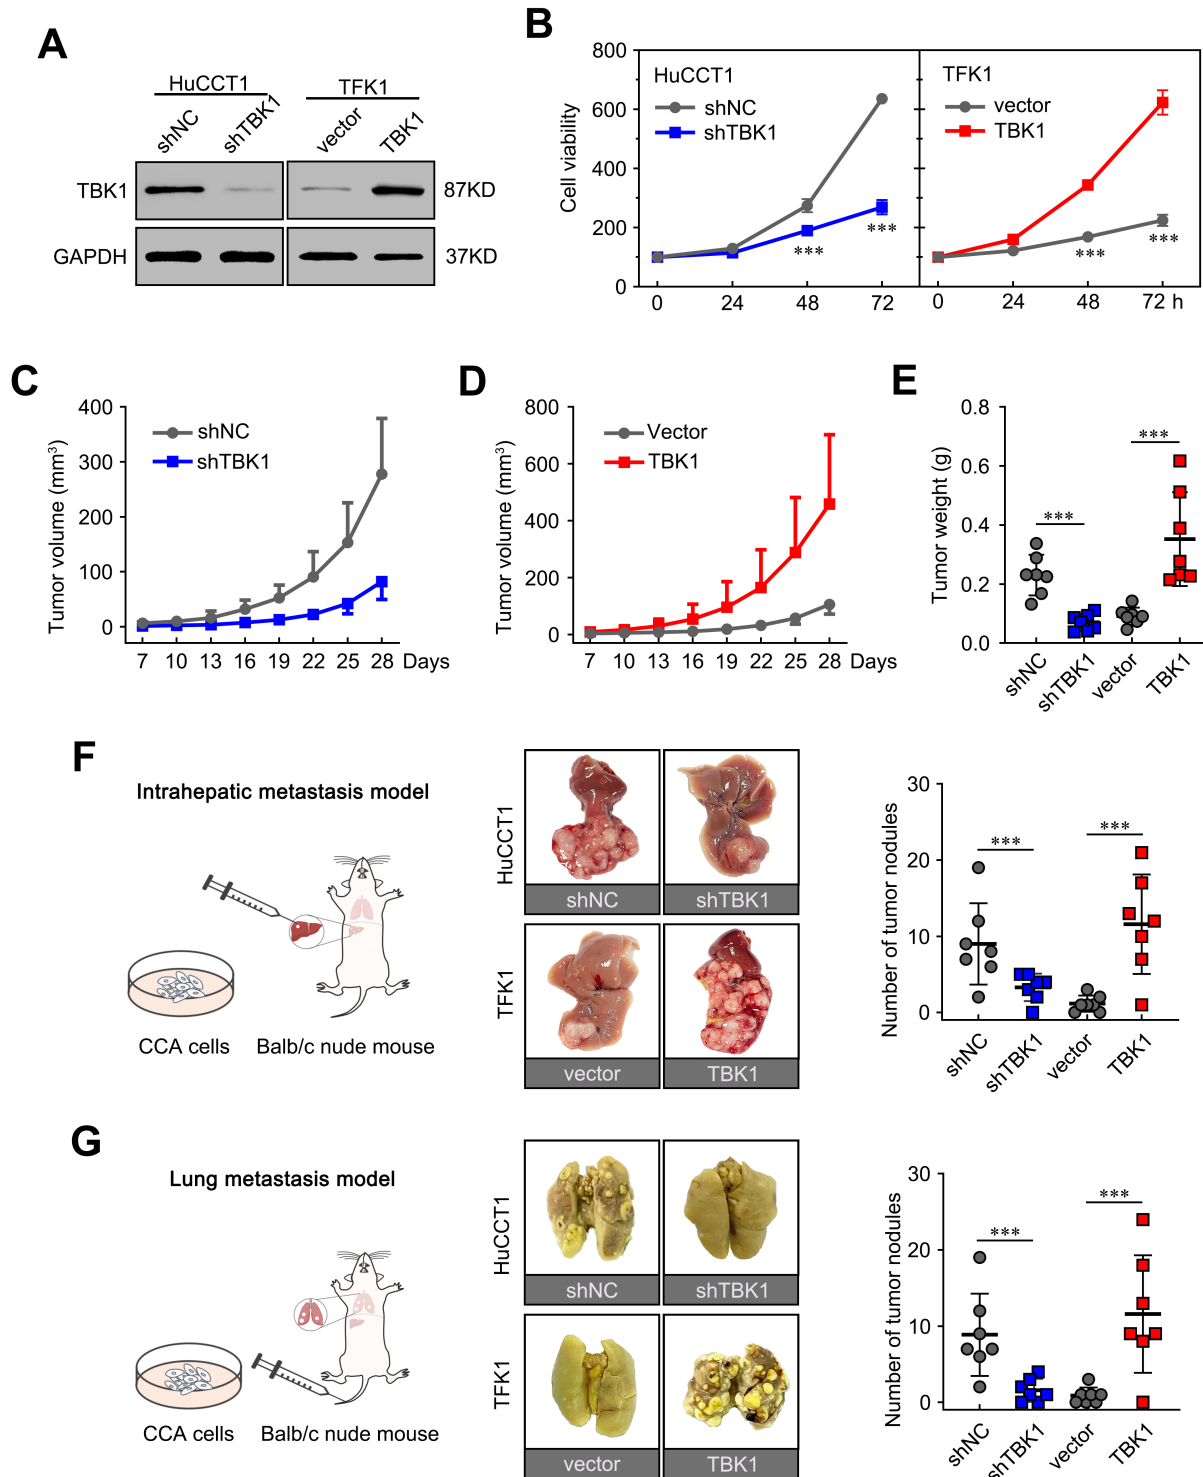 A
HuCCT1
TFK1
shNC
shTBK1
vector
TBK1
TBK1
87KD
GAPDH
37KD
B
Cell viability
800
600
400
200
0
HuCCT1
shNC
shTBK1
***
***
0
24
48
72
TFK1
vector
TBK1
***
***
0
24
48
72 h
C
Tumor volume (mm³)
400
300
200
100
0
shNC
shTBK1
7 10 13 16 19 22 25 28 Days
D
Tumor volume (mm³)
800
600
400
200
0
Vector
TBK1
7 10 13 16 19 22 25 28 Days
E
Tumor weight (g)
0.8
0.6
0.4
0.2
0.0
***
***
shNC
shTBK1
vector
TBK1
F
Intrahepatic metastasis model
CCA cells
Balb/c nude mouse
HuCCT1
shNC
shTBK1
TFK1
vector
TBK1
Number of tumor nodules
30
20
10
0
***
***
shNC
shTBK1
vector
TBK1
G
Lung metastasis model
CCA cells
Balb/c nude mouse
HuCCT1
shNC
shTBK1
TFK1
vector
TBK1
Number of tumor nodules
30
20
10
0
***
***
shNC
shTBK1
vector
TBK1